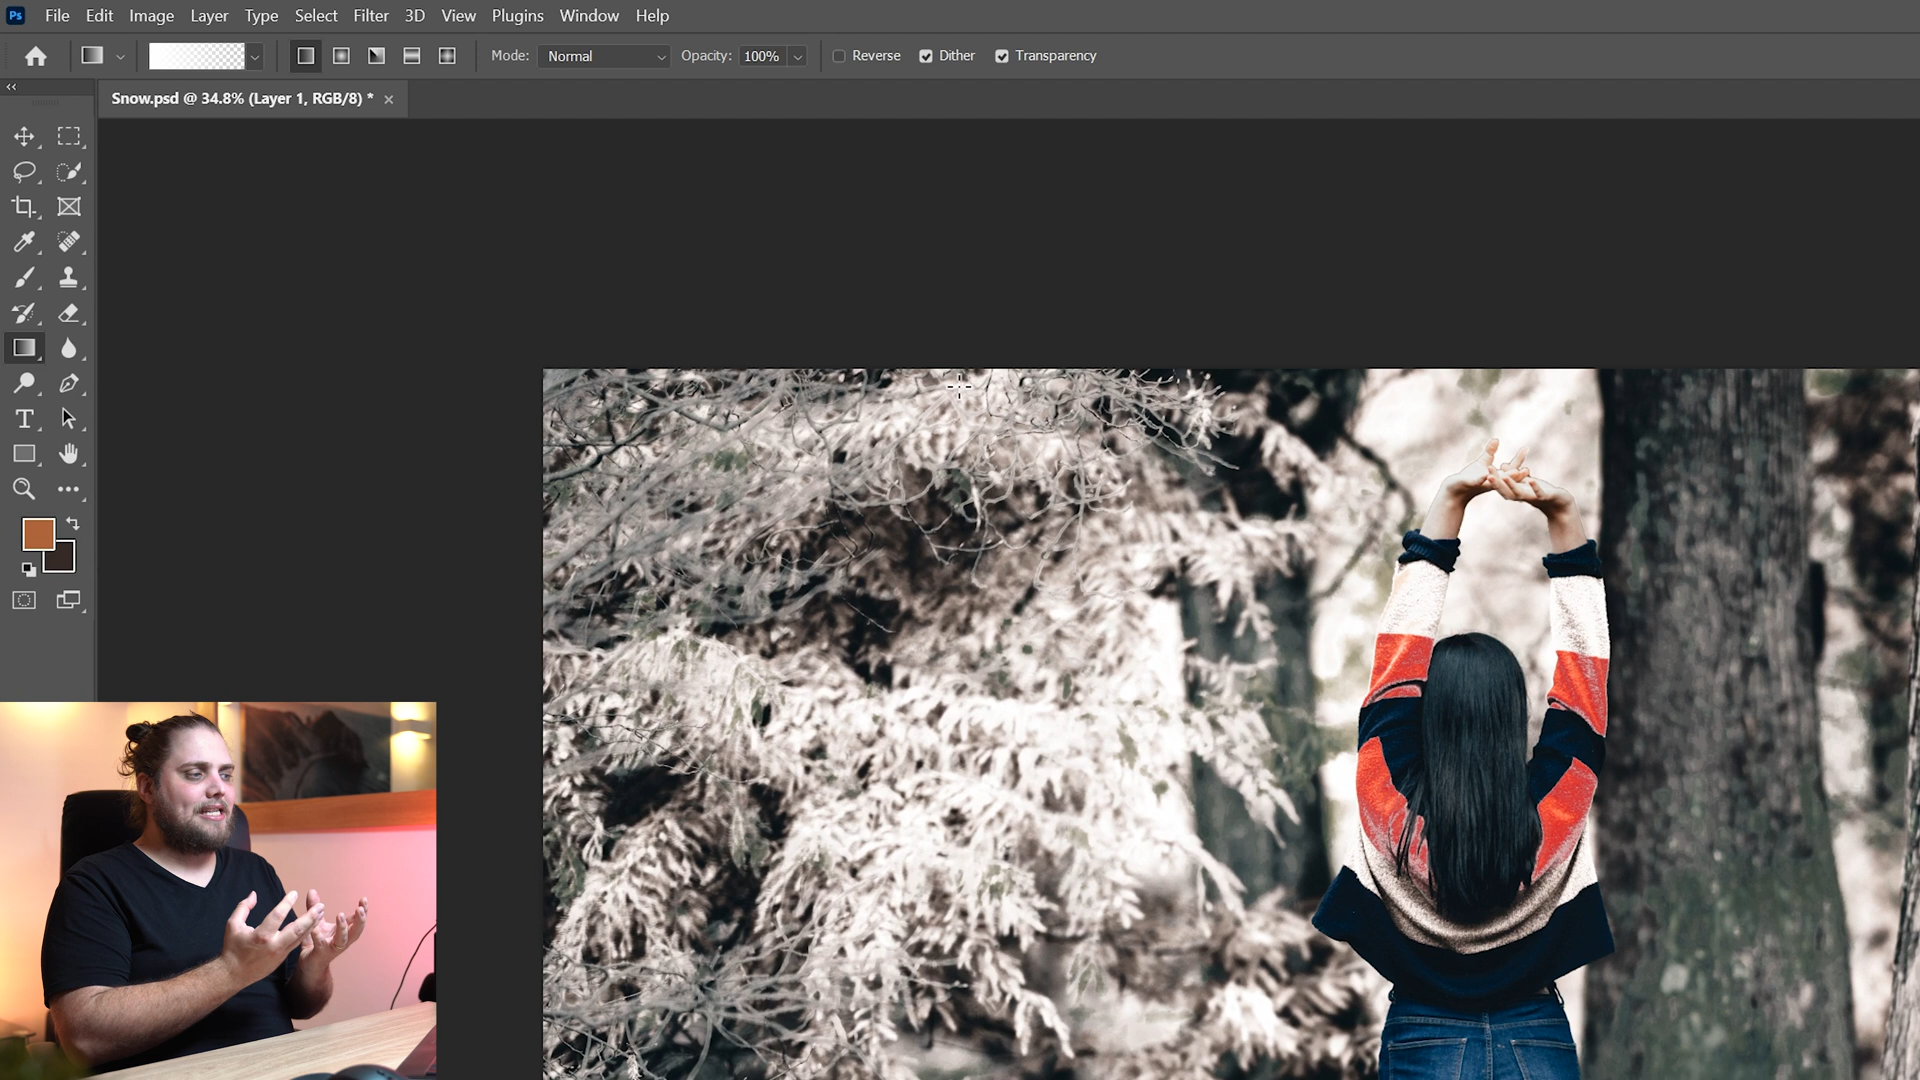 Ps File Edit Image Layer Type Select Filter 3D View Plugins Window Help
Mode: Normal Opacity: 100% Reverse Dither Transparency
Snow.psd @ 34.8% (Layer 1, RGB/8) *